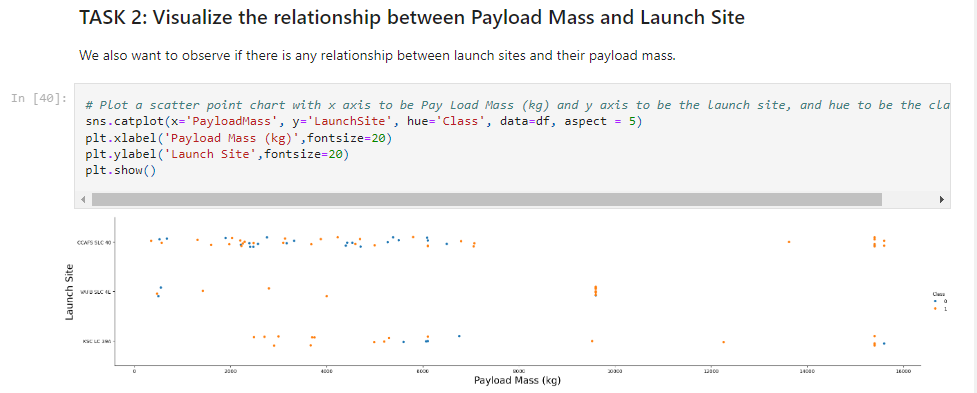 TASK 2: Visualize the relationship between Payload Mass and Launch Site
We also want to observe if there is any relationship between launch sites and their payload mass.
In [40]:
# Plot a scatter point chart with x axis to be Pay Load Mass (kg) and y axis to be the launch site, and hue to be the cla
sns.catplot(x='PayloadMass', y='LaunchSite', hue='Class', data=df, aspect = 5)
plt.xlabel('Payload Mass (kg)',fontsize=20)
plt.ylabel('Launch Site',fontsize=20)
plt.show()
CCAFS SLC 40
VAFB SLC 4E
KSC LC 39A
Launch Site
Class
0
1
0 2000 4000 6000 8000 10000 12000 14000 16000
Payload Mass (kg)